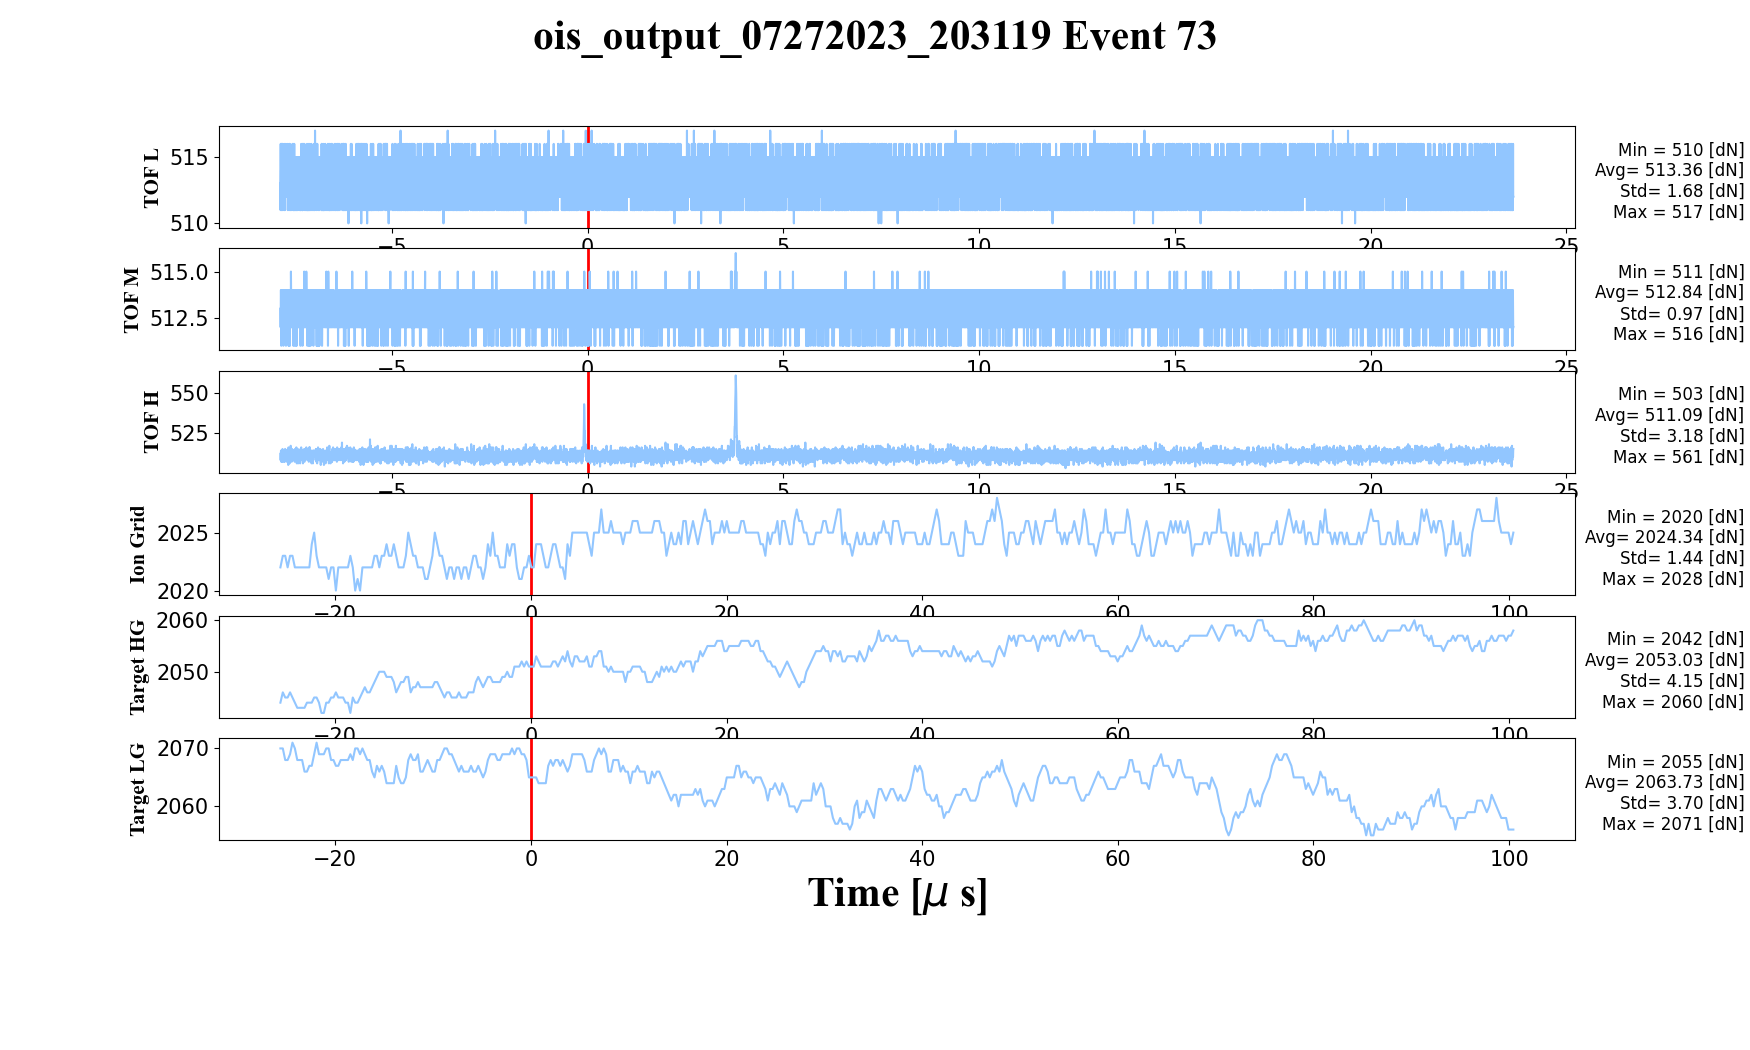 ois_output_07272023_203119 Event 73
TOF L
515
510
−5
0
5
10
15
20
25
Min = 510 [dN]
Avg= 513.36 [dN]
Std= 1.68 [dN]
Max = 517 [dN]
TOF M
515.0
512.5
−5
0
5
10
15
20
25
Min = 511 [dN]
Avg= 512.84 [dN]
Std= 0.97 [dN]
Max = 516 [dN]
TOF H
550
525
−5
0
5
10
15
20
25
Min = 503 [dN]
Avg= 511.09 [dN]
Std= 3.18 [dN]
Max = 561 [dN]
Ion Grid
2025
2020
−20
0
20
40
60
80
100
Min = 2020 [dN]
Avg= 2024.34 [dN]
Std= 1.44 [dN]
Max = 2028 [dN]
Target HG
2060
2050
−20
0
20
40
60
80
100
Min = 2042 [dN]
Avg= 2053.03 [dN]
Std= 4.15 [dN]
Max = 2060 [dN]
Target LG
2070
2060
−20
0
20
40
60
80
100
Min = 2055 [dN]
Avg= 2063.73 [dN]
Std= 3.70 [dN]
Max = 2071 [dN]
Time [μ s]